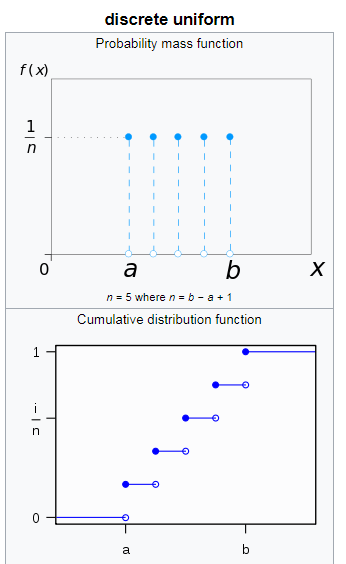 discrete uniform
Probability mass function
f(x)
1
n
0
a
b
x
n = 5 where n = b − a + 1
Cumulative distribution function
1
i
n
0
a
b